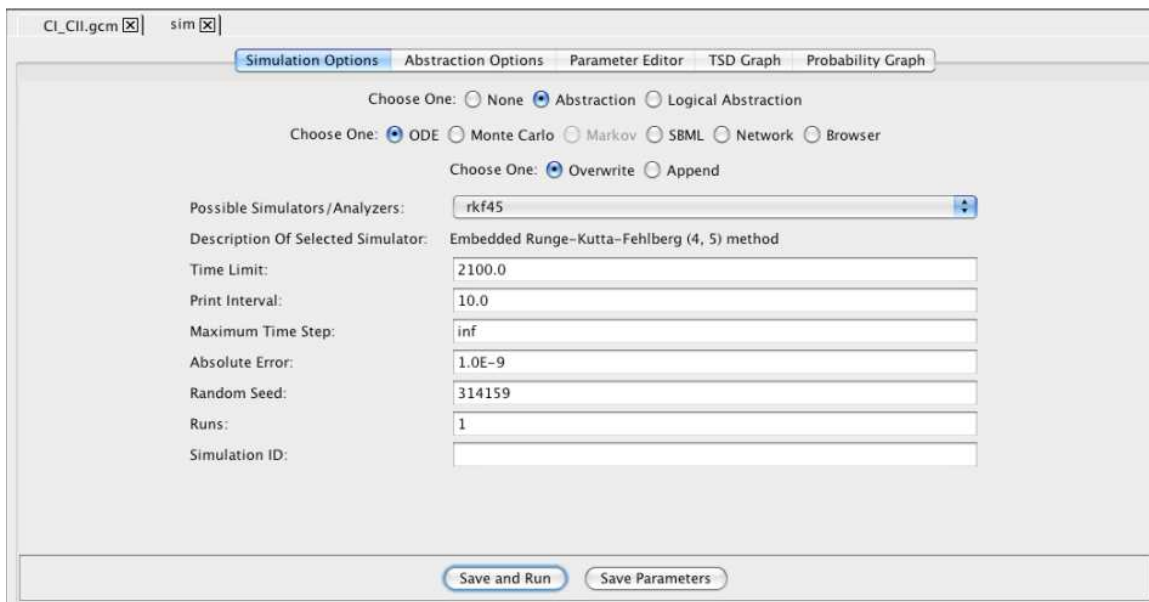 CI_CII.gcm sim
Simulation Options Abstraction Options Parameter Editor TSD Graph Probability Graph
Choose One: None Abstraction Logical Abstraction
Choose One: ODE Monte Carlo Markov SBML Network Browser
Choose One: Overwrite Append
Possible Simulators/Analyzers: rkf45
Description Of Selected Simulator: Embedded Runge-Kutta-Fehlberg (4, 5) method
Time Limit: 2100.0
Print Interval: 10.0
Maximum Time Step: inf
Absolute Error: 1.0E-9
Random Seed: 314159
Runs: 1
Simulation ID:
Save and Run Save Parameters